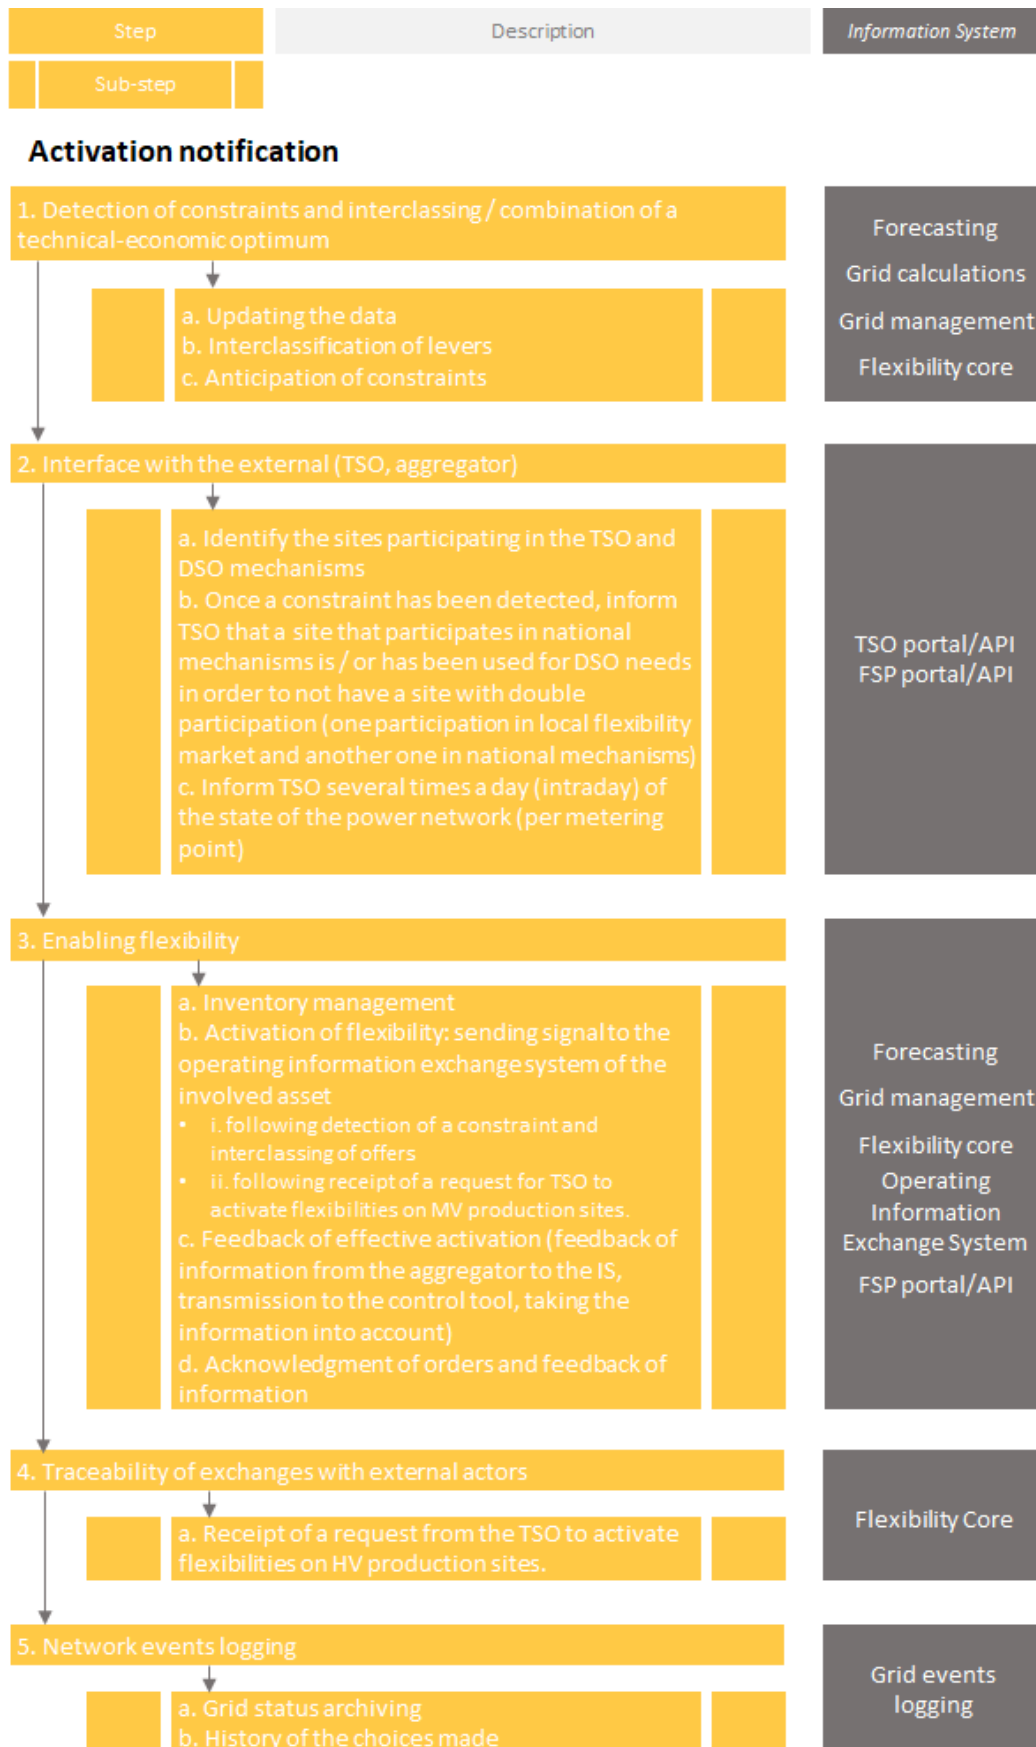 Step
Description
Information System
Sub-step
Activation notification
1. Detection of constraints and interclassing / combination of a
technical-economic optimum
a. Updating the data
b. Interclassification of levers
c. Anticipation of constraints
Forecasting
Grid calculations
Grid management
Flexibility core
2. Interface with the external (TSO, aggregator)
a. Identify the sites participating in the TSO and
DSO mechanisms
b. Once a constraint has been detected, inform
TSO that a site that participates in national
mechanisms is / or has been used for DSO needs
in order to not have a site with double
participation (one participation in local flexibility
market and another one in national mechanisms)
c. Inform TSO several times a day (intraday) of
the state of the power network (per metering
point)
TSO portal/API
FSP portal/API
3. Enabling flexibility
a. Inventory management
b. Activation of flexibility: sending signal to the
operating information exchange system of the
involved asset
• i. following detection of a constraint and
interclassing of offers
• ii. following receipt of a request for TSO to
activate flexibilities on MV production sites.
c. Feedback of effective activation (feedback of
information from the aggregator to the IS,
transmission to the control tool, taking the
information into account)
d. Acknowledgment of orders and feedback of
information
Forecasting
Grid management
Flexibility core
Operating
Information
Exchange System
FSP portal/API
4. Traceability of exchanges with external actors
a. Receipt of a request from the TSO to activate
flexibilities on HV production sites.
Flexibility Core
5. Network events logging
a. Grid status archiving
b. History of the choices made
Grid events
logging